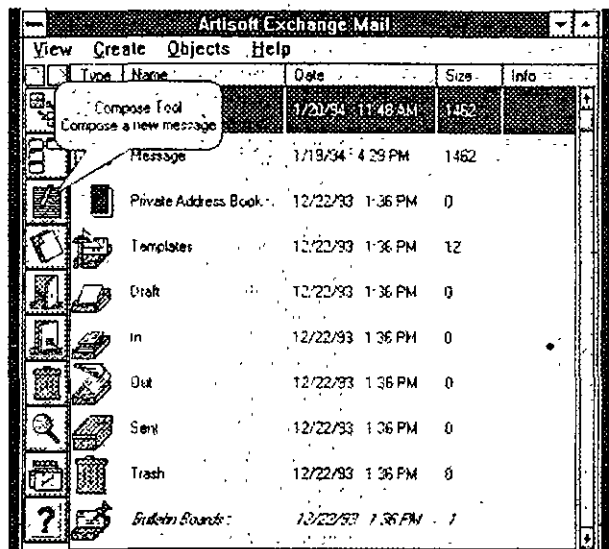 Artisoft Exchange Mail
View Create Objects Help
Type Name Date Size Info
Compose Tool
Compose a new message
1/20/94 11:48 AM 1462
Message 1/19/94 4:29 PM 1462
Private Address Book 12/22/93 1:36 PM 0
Templates 12/22/93 1:36 PM 12
Draft 12/22/93 1:36 PM 0
In 12/22/93 1:36 PM 0
Out 12/22/93 1:36 PM 0
Sent 12/22/93 1:36 PM 0
Trash 12/22/93 1:36 PM 0
Bulletin Boards 12/22/93 1:36 PM 1
?